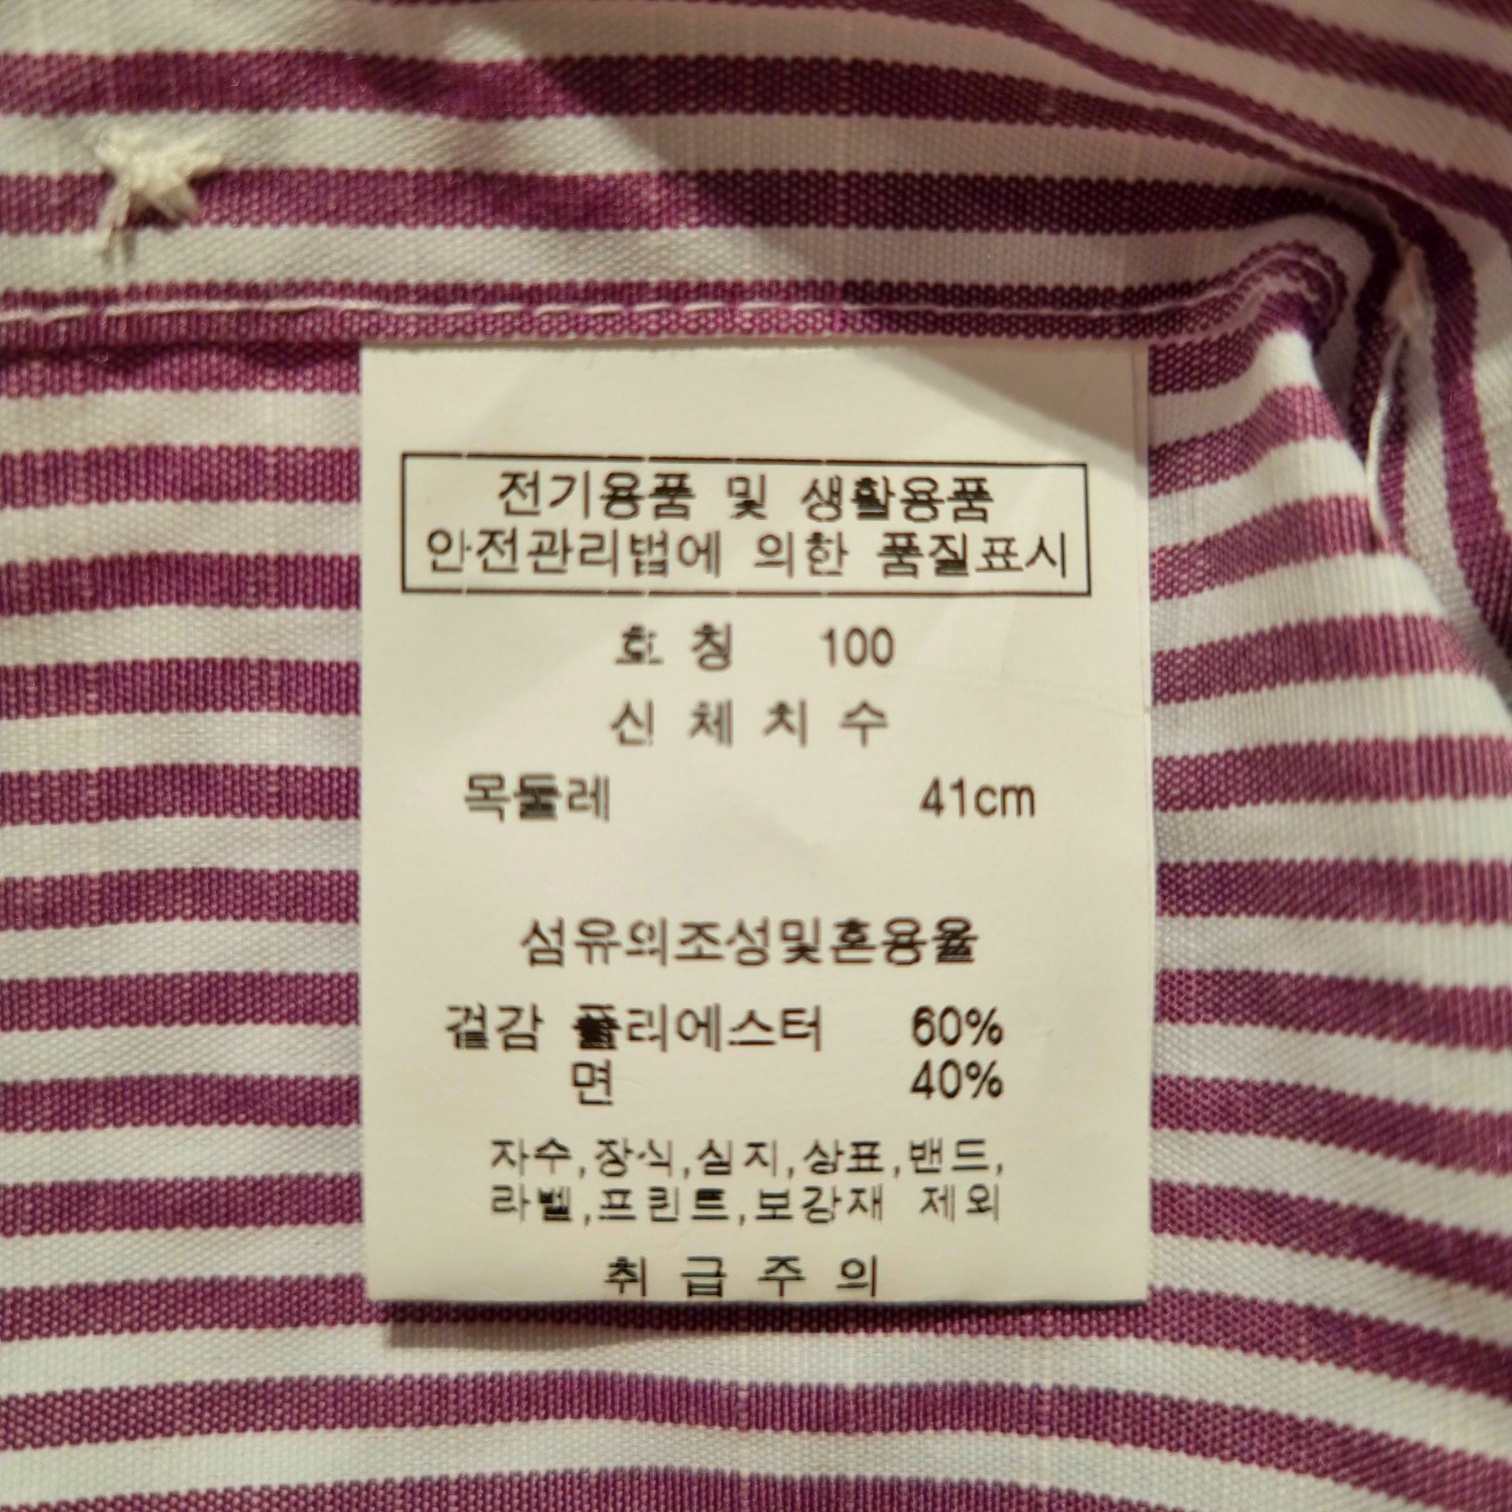 전기용품 및 생활용품
안전관리법에 의한 품질표시
호 칭 100
신 체 치 수
목둘레 41cm
섬유의조성및혼용율
겉감 폴리에스터 60%
면 40%
자수,장식,심지,상표,밴드,
라벨,프린트,보강재 제외
취 급 주 의